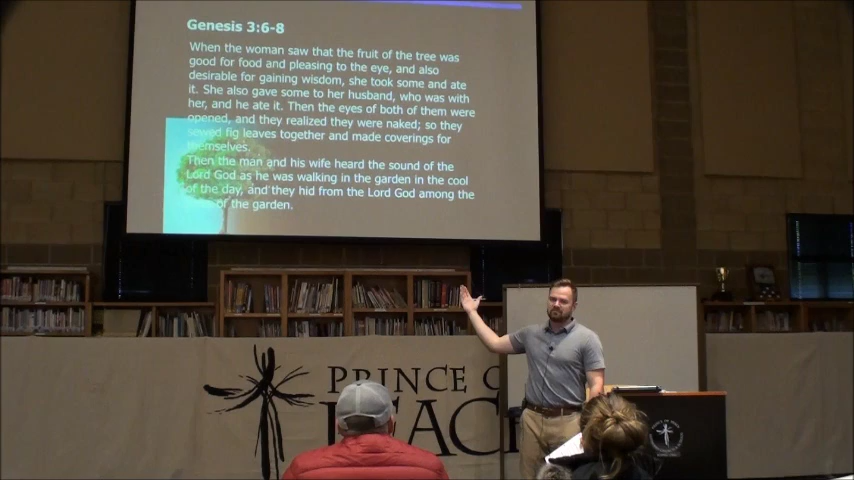 Genesis 3:6-8
When the woman saw that the fruit of the tree was
good for food and pleasing to the eye, and also
desirable for gaining wisdom, she took some and ate
it. She also gave some to her husband, who was with
her, and he ate it. Then the eyes of both of them were
opened, and they realized they were naked; so they
sewed fig leaves together and made coverings for
themselves.
Then the man and his wife heard the sound of the
Lord God as he was walking in the garden in the cool
of the day, and they hid from the Lord God among the
of the garden.
PRINCE